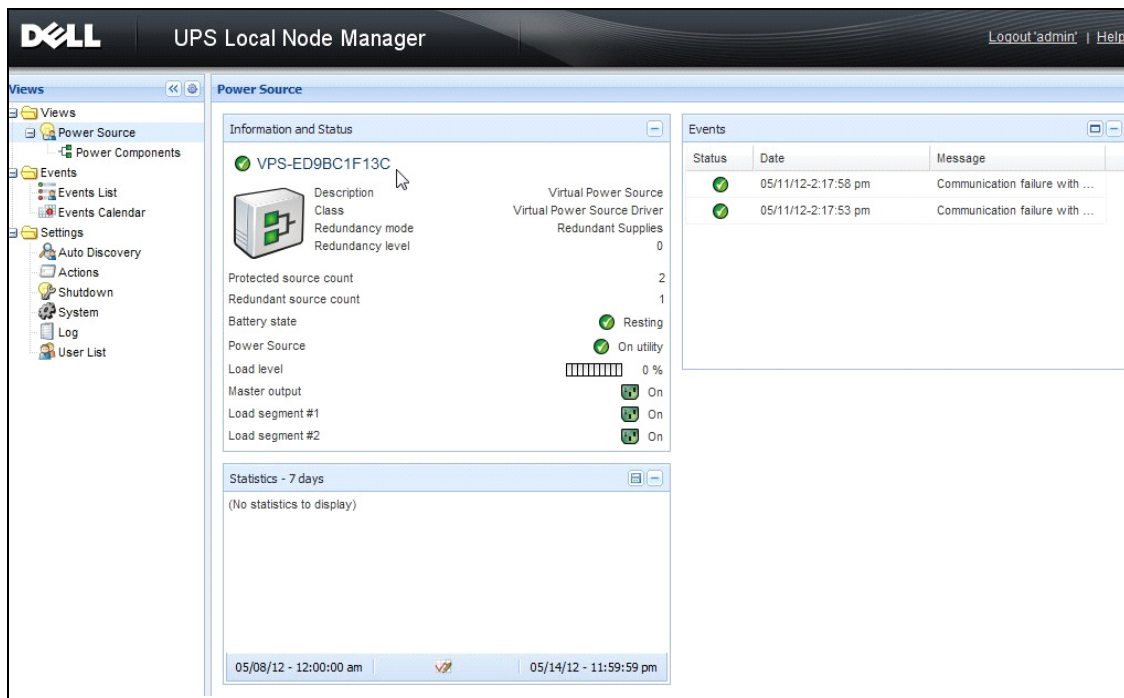 DELL UPS Local Node Manager Logout 'admin' | Help
Views
Views
Power Source
Power Components
Events
Events List
Events Calendar
Settings
Auto Discovery
Actions
Shutdown
System
Log
User List
Power Source
Information and Status
VPS-ED9BC1F13C
Description Virtual Power Source
Class Virtual Power Source Driver
Redundancy mode Redundant Supplies
Redundancy level 0
Protected source count 2
Redundant source count 1
Battery state Resting
Power Source On utility
Load level 0 %
Master output On
Load segment #1 On
Load segment #2 On
Statistics - 7 days
(No statistics to display)
05/08/12 - 12:00:00 am 05/14/12 - 11:59:59 pm
Events
Status Date Message
05/11/12-2:17:58 pm Communication failure with ...
05/11/12-2:17:53 pm Communication failure with ...